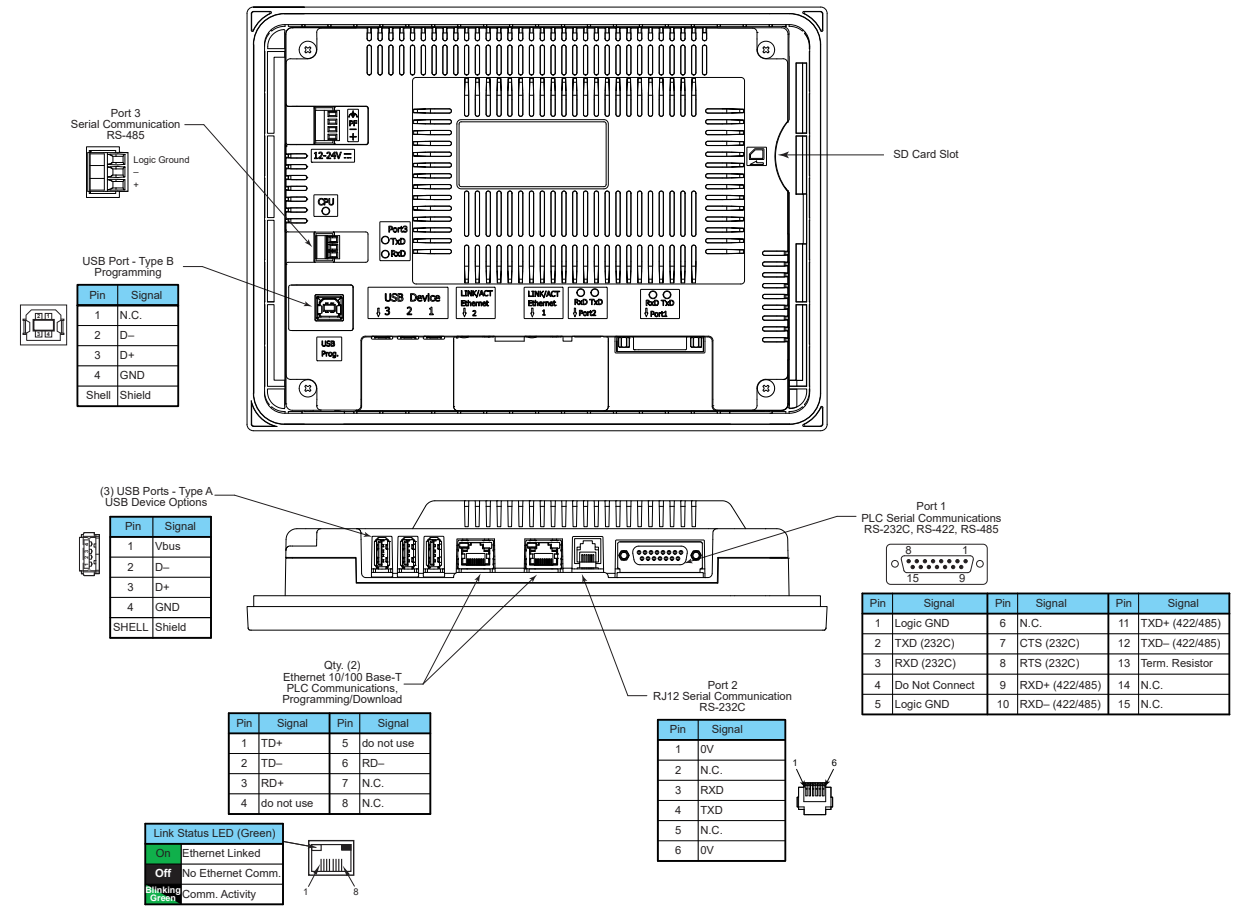 Port 3
Serial Communication
RS-485
Logic Ground
–
+
PF
–
+
12-24V
CPU
Port3
TxD
RxD
SD Card Slot
USB Port - Type B
Programming
Pin Signal
1 N.C.
2 D–
3 D+
4 GND
Shell Shield
2 1
3 4
USB Device
3 2 1
LINK/ACT
Ethernet
2
LINK/ACT
Ethernet
1
RxD TxD
Port2
RxD TxD
Port1
USB
Prog.
(3) USB Ports - Type A
USB Device Options
Pin Signal
1 Vbus
2 D–
3 D+
4 GND
SHELL Shield
Port 1
PLC Serial Communications
RS-232C, RS-422, RS-485
8 1
15 9
Pin Signal Pin Signal Pin Signal
1 Logic GND 6 N.C. 11 TXD+ (422/485)
2 TXD (232C) 7 CTS (232C) 12 TXD– (422/485)
3 RXD (232C) 8 RTS (232C) 13 Term. Resistor
4 Do Not Connect 9 RXD+ (422/485) 14 N.C.
5 Logic GND 10 RXD– (422/485) 15 N.C.
Qty. (2)
Ethernet 10/100 Base-T
PLC Communications,
Programming/Download
Pin Signal Pin Signal
1 TD+ 5 do not use
2 TD– 6 RD–
3 RD+ 7 N.C.
4 do not use 8 N.C.
Port 2
RJ12 Serial Communication
RS-232C
Pin Signal
1 0V
2 N.C.
3 RXD
4 TXD
5 N.C.
6 0V
1 6
Link Status LED (Green)
On Ethernet Linked
Off No Ethernet Comm.
Blinking
Green Comm. Activity
1 8